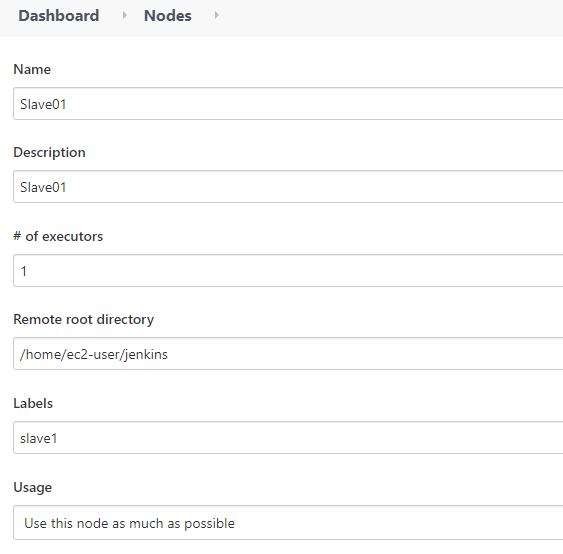 Dashboard Nodes
Name
Slave01
Description
Slave01
# of executors
1
Remote root directory
/home/ec2-user/jenkins
Labels
slave1
Usage
Use this node as much as possible